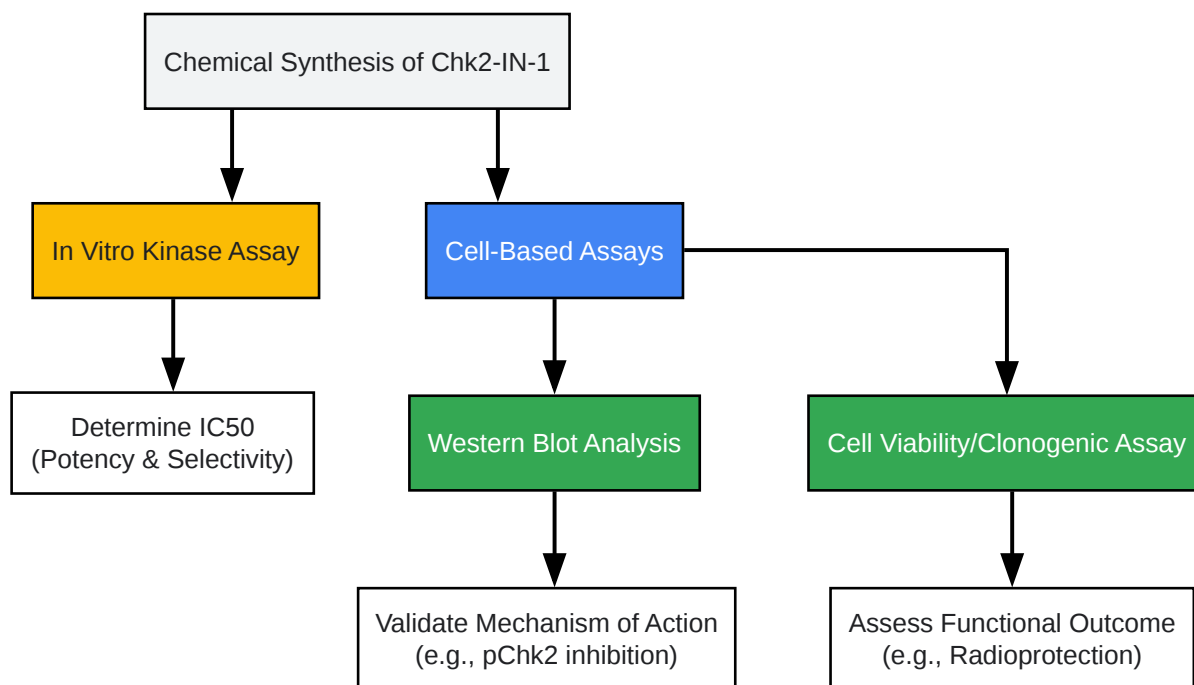 Chemical Synthesis of Chk2-IN-1
In Vitro Kinase Assay
Cell-Based Assays
Determine IC50
(Potency & Selectivity)
Western Blot Analysis
Cell Viability/Clonogenic Assay
Validate Mechanism of Action
(e.g., pChk2 inhibition)
Assess Functional Outcome
(e.g., Radioprotection)